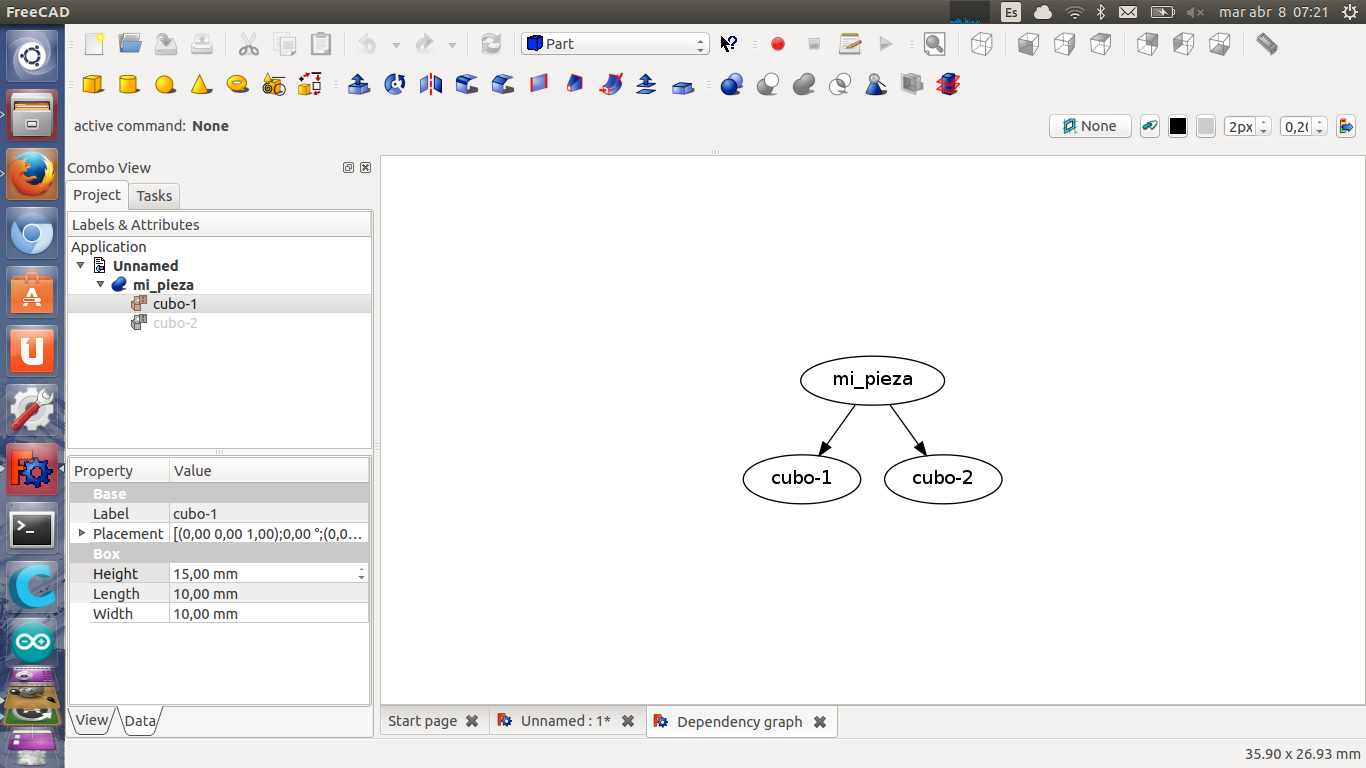 FreeCAD
Es
mar abr 8 07:21
Part
active command: None
None
2px
0,20
Combo View
Project
Tasks
Labels & Attributes
Application
Unnamed
mi_pieza
cubo-1
cubo-2
Property Value
Base
Label cubo-1
Placement [(0,00 0,00 1,00);0,00 °;(0,0...
Box
Height 15,00 mm
Length 10,00 mm
Width 10,00 mm
View
Data
mi_pieza
cubo-1
cubo-2
Start page
Unnamed : 1*
Dependency graph
35.90 x 26.93 mm